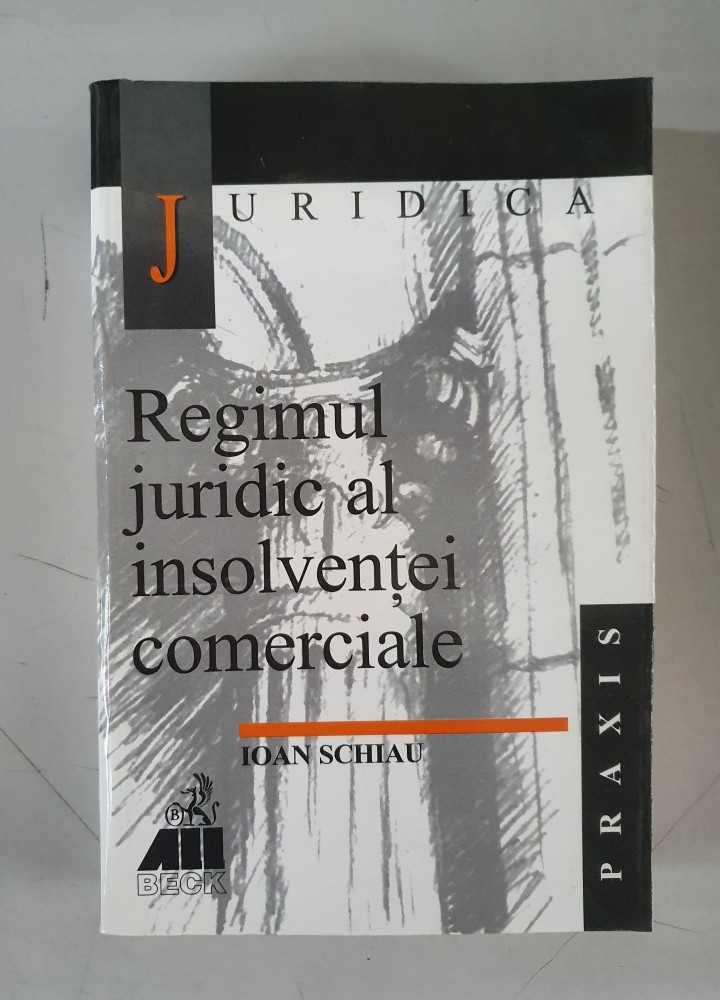 JURIDICA
Regimul
juridic al
insolvenței
comerciale
IOAN SCHIAU
PRAXIS
B
ALL
BECK